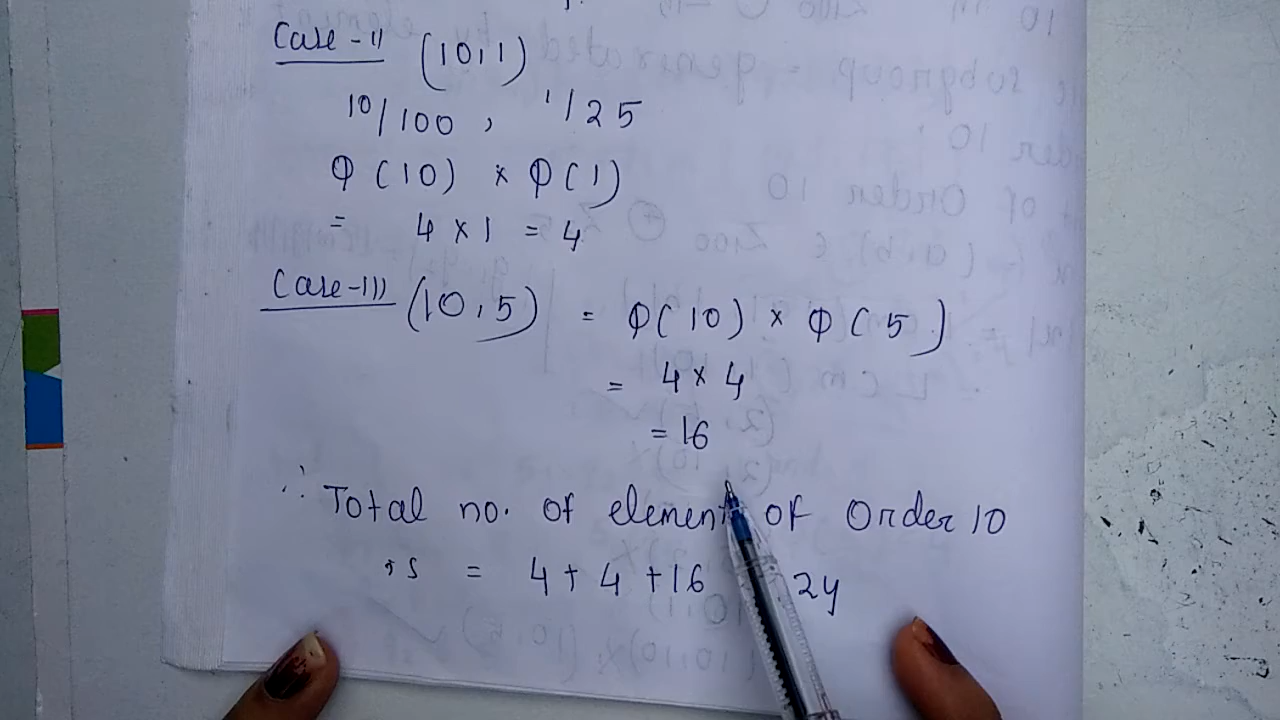 Case-II (10,1)
10/100 , 1/25
Φ(10) × Φ(1)
= 4 × 1 = 4
Case-III (10,5) = Φ(10) × Φ(5)
= 4 × 4
= 16
∴ Total no. of element of Order 10
is = 4 + 4 + 16 24